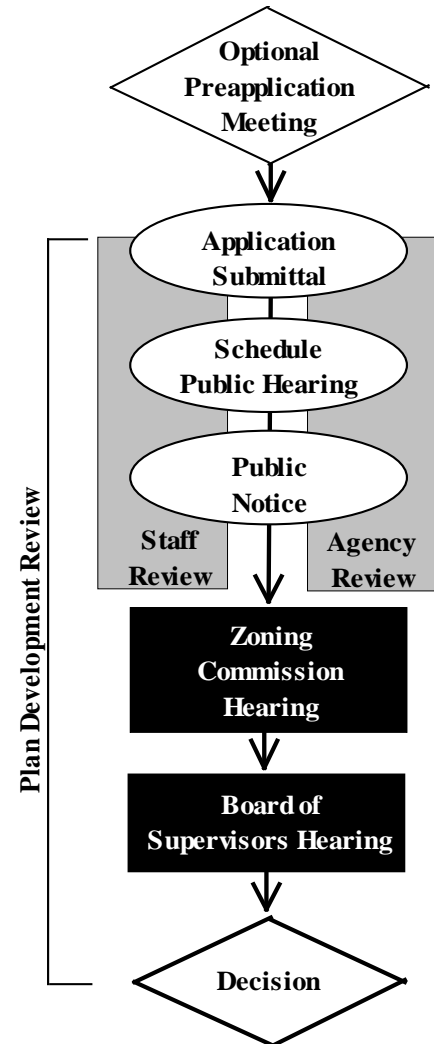 Optional
Preapplication
Meeting
Application
Submittal
Schedule
Public Hearing
Public
Notice
Staff
Review
Agency
Review
Zoning
Commission
Hearing
Board of
Supervisors Hearing
Decision
Plan Development Review